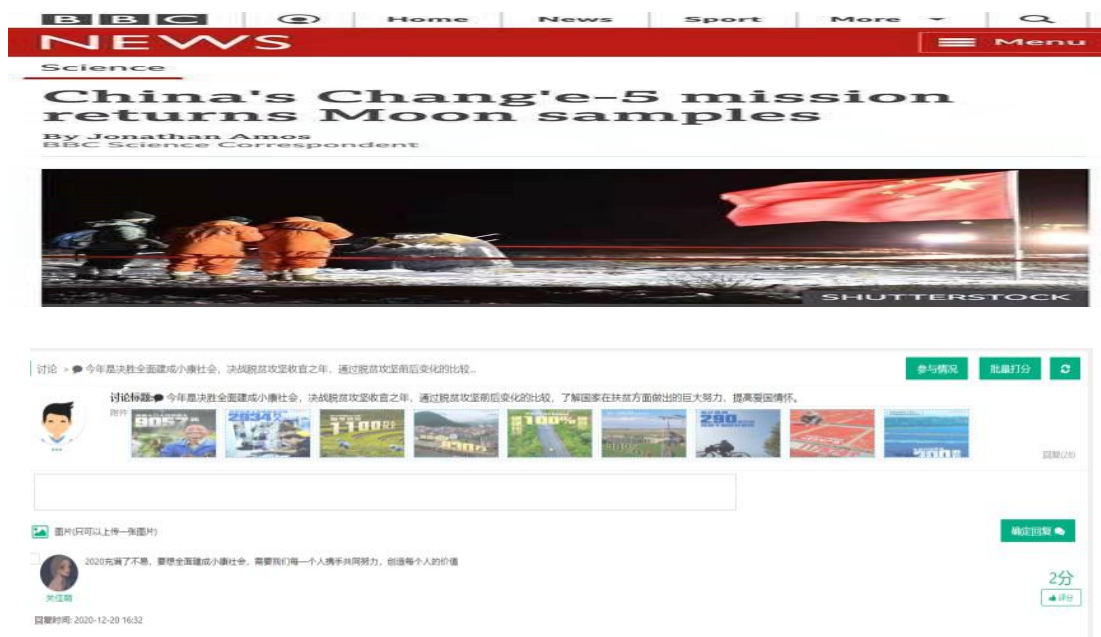 BBC Home News Sport More
NEWS
Menu
Science
China's Chang'e-5 mission
returns Moon samples
By Jonathan Amos
BBC Science Correspondent
SHUTTERSTOCK
讨论 > 今年是决胜全面建成小康社会，决战脱贫攻坚收官之年，通过脱贫攻坚前后变化的比较...
参与情况 批量打分
讨论标题: 今年是决胜全面建成小康社会，决战脱贫攻坚收官之年，通过脱贫攻坚前后变化的比较，了解国家在扶贫方面做出的巨大努力，提高爱国情怀。
附件
2934
1100
100%
290
回复(28)
图片(只可以上传一张图片)
确定回复
2020充满了不易，要想全面建成小康社会，需要我们每一个人携手共同努力，创造每个人的价值
2分
评分
回复时间: 2020-12-20 16:32